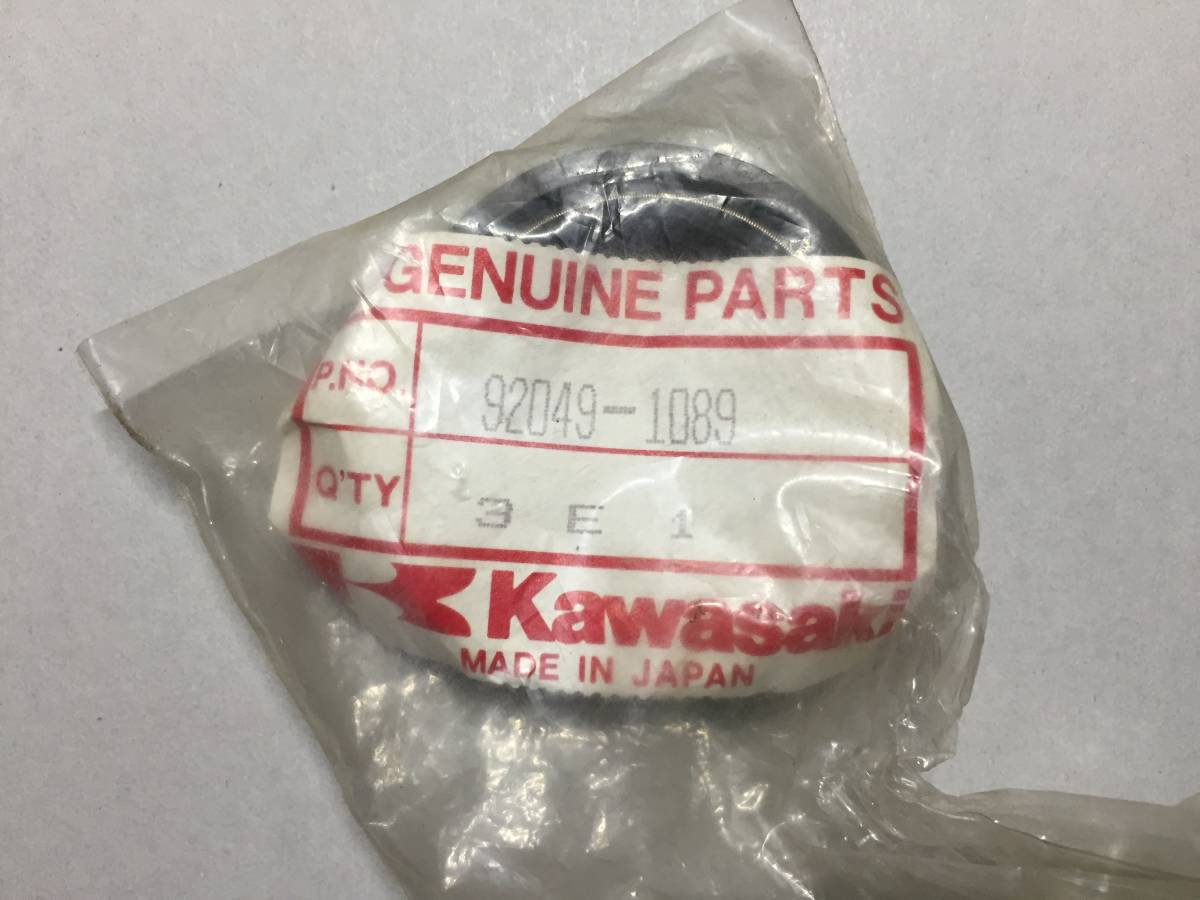 GENUINE PARTS
P.NO. 92049-1089
Q'TY 3 E 1
Kawasaki
MADE IN JAPAN